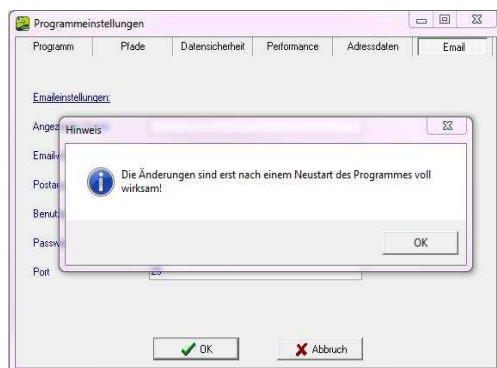 Programmeinstellungen
Programm Pfade Datensicherheit Performance Adressdaten Email
Emaileinstellungen:
Hinweis
Die Änderungen sind erst nach einem Neustart des Programmes voll
wirksam!
OK
Port
OK Abbruch